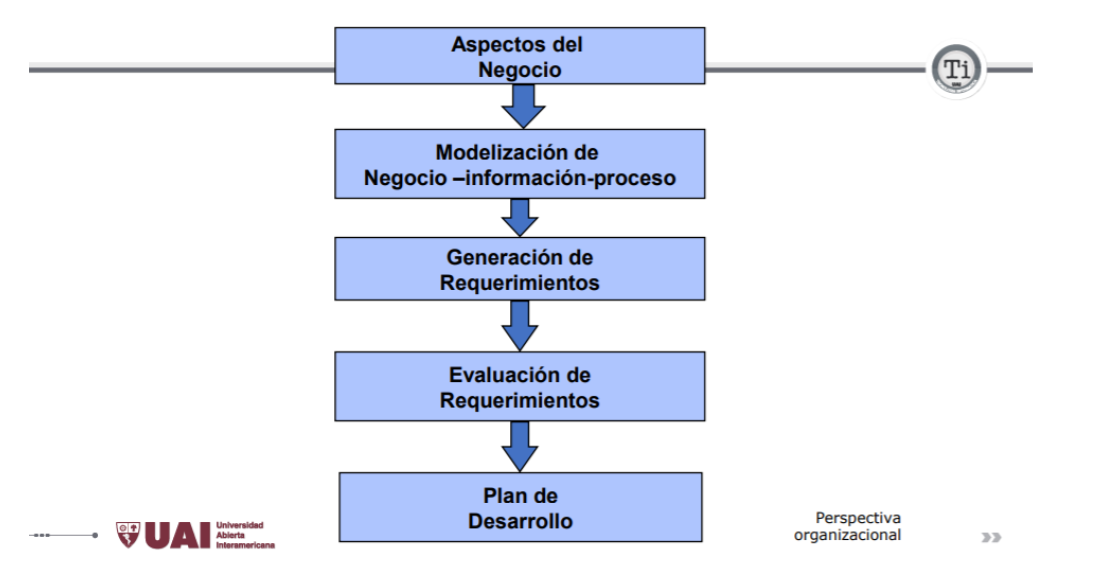 Aspectos del
Negocio
Ti
Modelización de
Negocio –información-proceso
Generación de
Requerimientos
Evaluación de
Requerimientos
Plan de
Desarrollo
UAI
Universidad
Abierta
Interamericana
Perspectiva
organizacional